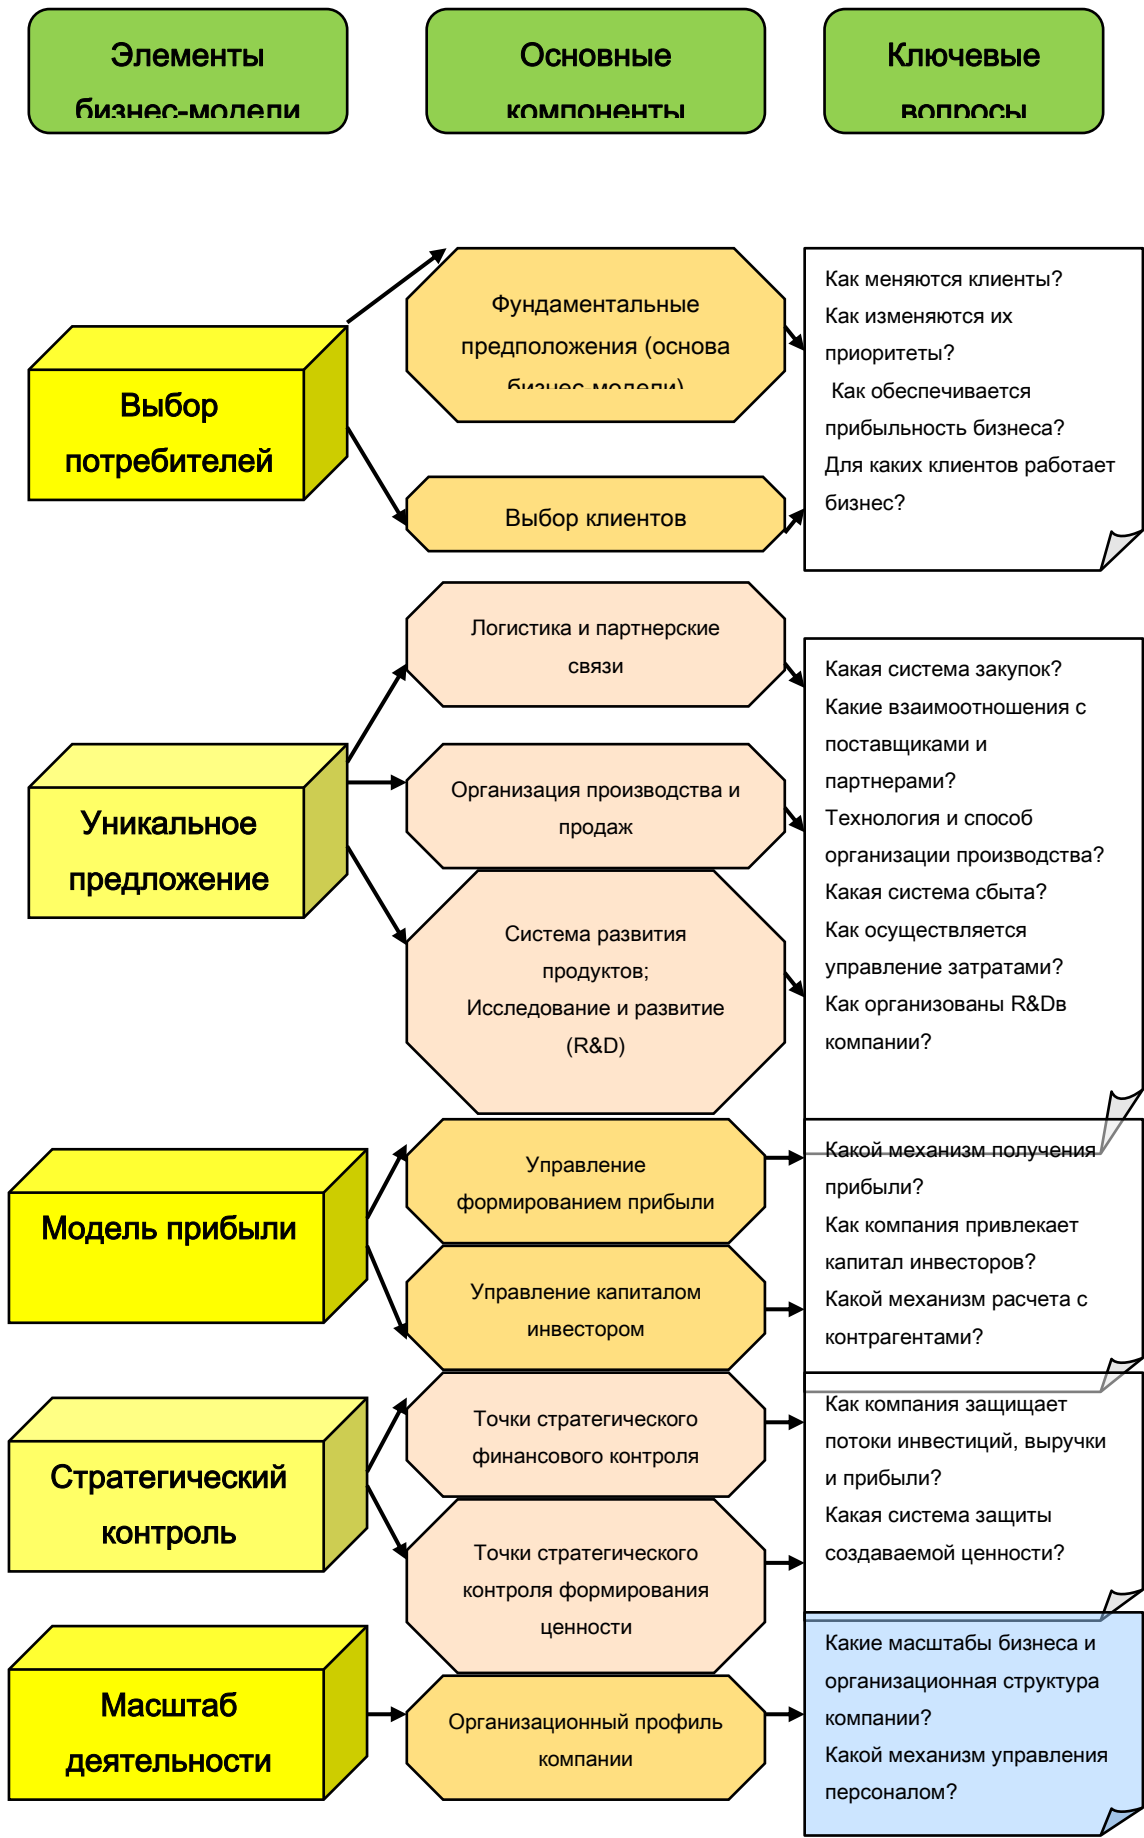 Элементы
бизнес-модели
Основные
компоненты
Ключевые
вопросы
Выбор
потребителей
Фундаментальные
предположения (основа
бизнес-модели)
Выбор клиентов
Как меняются клиенты?
Как изменяются их
приоритеты?
Как обеспечивается
прибыльность бизнеса?
Для каких клиентов работает
бизнес?
Уникальное
предложение
Логистика и партнерские
связи
Организация производства и
продаж
Система развития
продуктов;
Исследование и развитие
(R&D)
Какая система закупок?
Какие взаимоотношения с
поставщиками и
партнерами?
Технология и способ
организации производства?
Какая система сбыта?
Как осуществляется
управление затратами?
Как организованы R&Dв
компании?
Модель прибыли
Управление
формированием прибыли
Управление капиталом
инвестором
Какой механизм получения
прибыли?
Как компания привлекает
капитал инвесторов?
Какой механизм расчета с
контрагентами?
Стратегический
контроль
Точки стратегического
финансового контроля
Точки стратегического
контроля формирования
ценности
Как компания защищает
потоки инвестиций, выручки
и прибыли?
Какая система защиты
создаваемой ценности?
Масштаб
деятельности
Организационный профиль
компании
Какие масштабы бизнеса и
организационная структура
компании?
Какой механизм управления
персоналом?